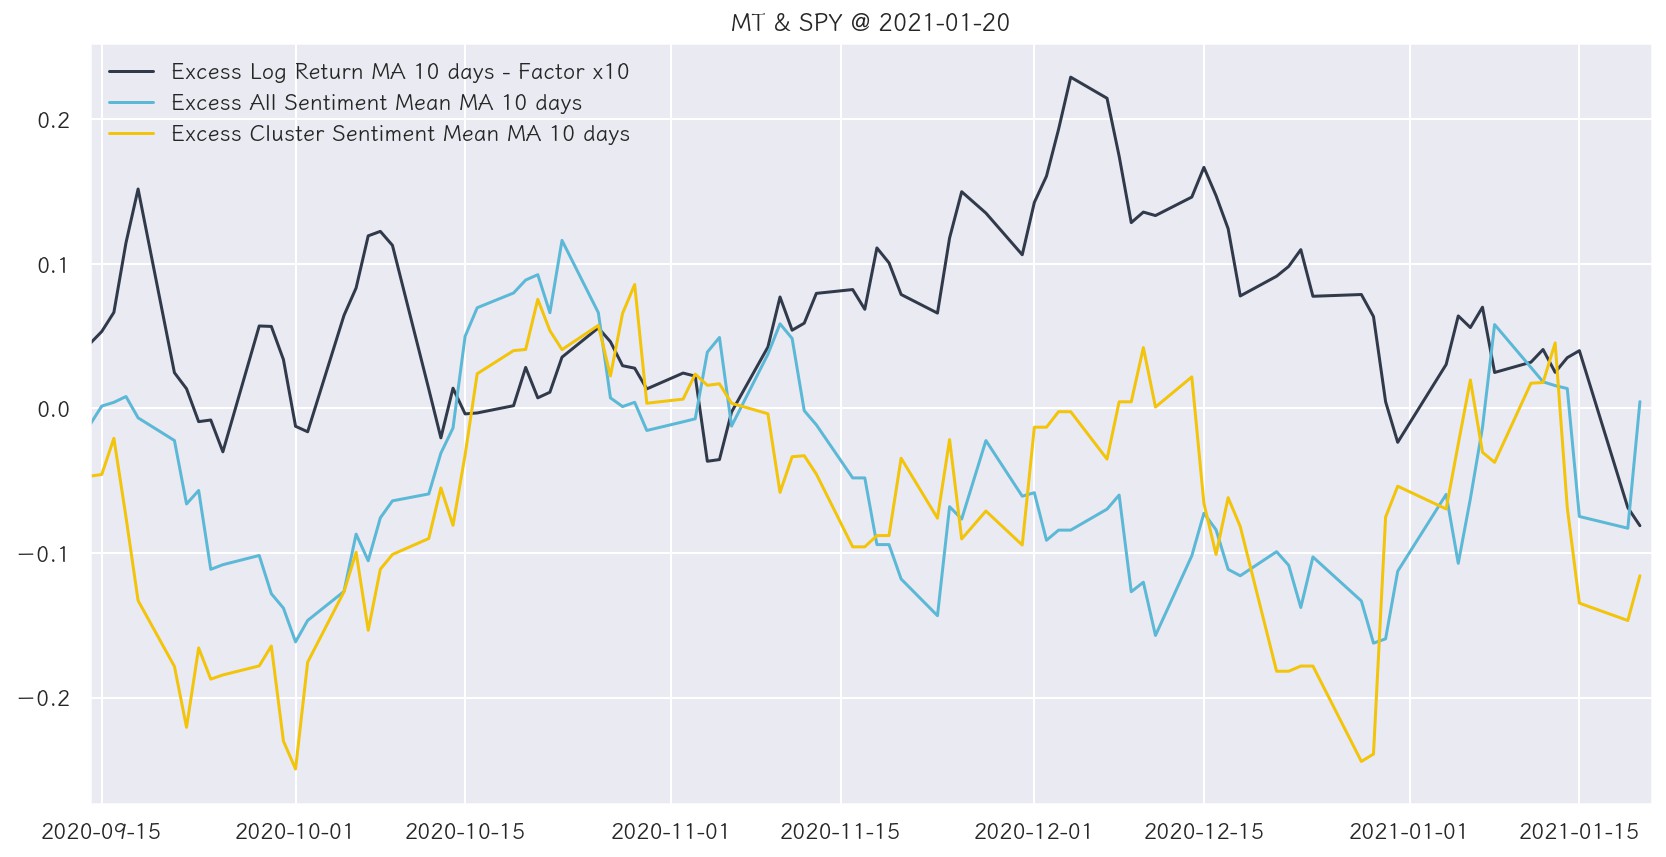 MT & SPY @ 2021-01-20
Excess Log Return MA 10 days - Factor x10
Excess All Sentiment Mean MA 10 days
Excess Cluster Sentiment Mean MA 10 days
0.2
0.1
0.0
−0.1
−0.2
2020-09-15 2020-10-01 2020-10-15 2020-11-01 2020-11-15 2020-12-01 2020-12-15 2021-01-01 2021-01-15